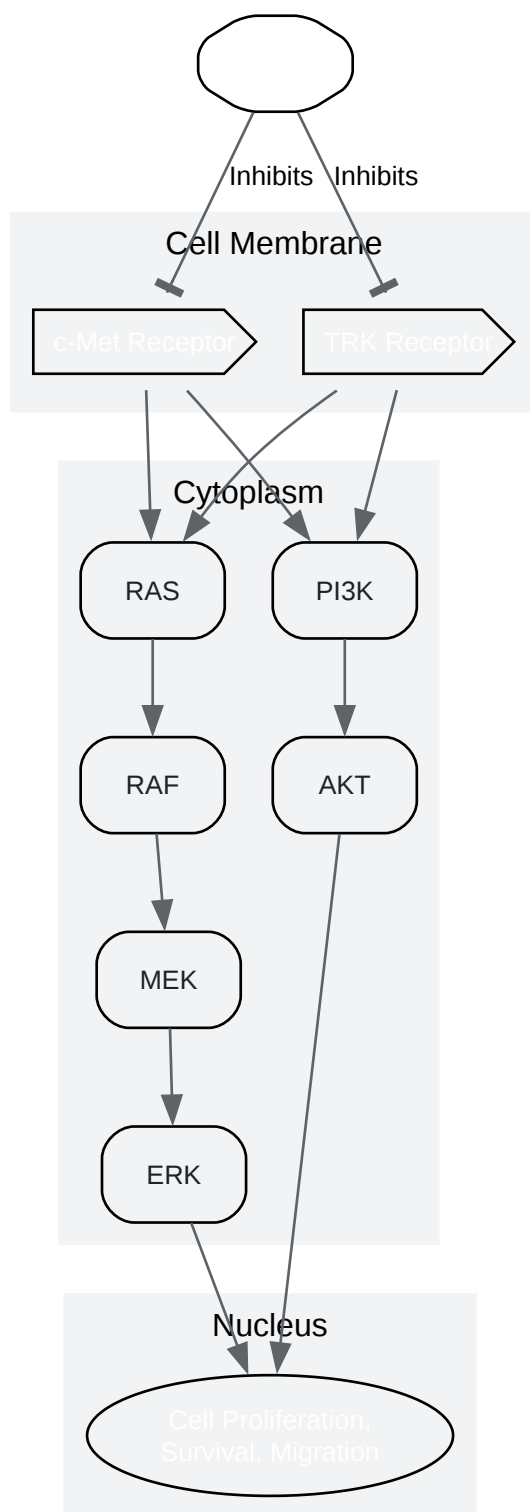 Inhibits
Inhibits
Cell Membrane
c-Met Receptor
TRK Receptor
Cytoplasm
RAS
PI3K
RAF
AKT
MEK
ERK
Nucleus
Cell Proliferation,
Survival, Migration